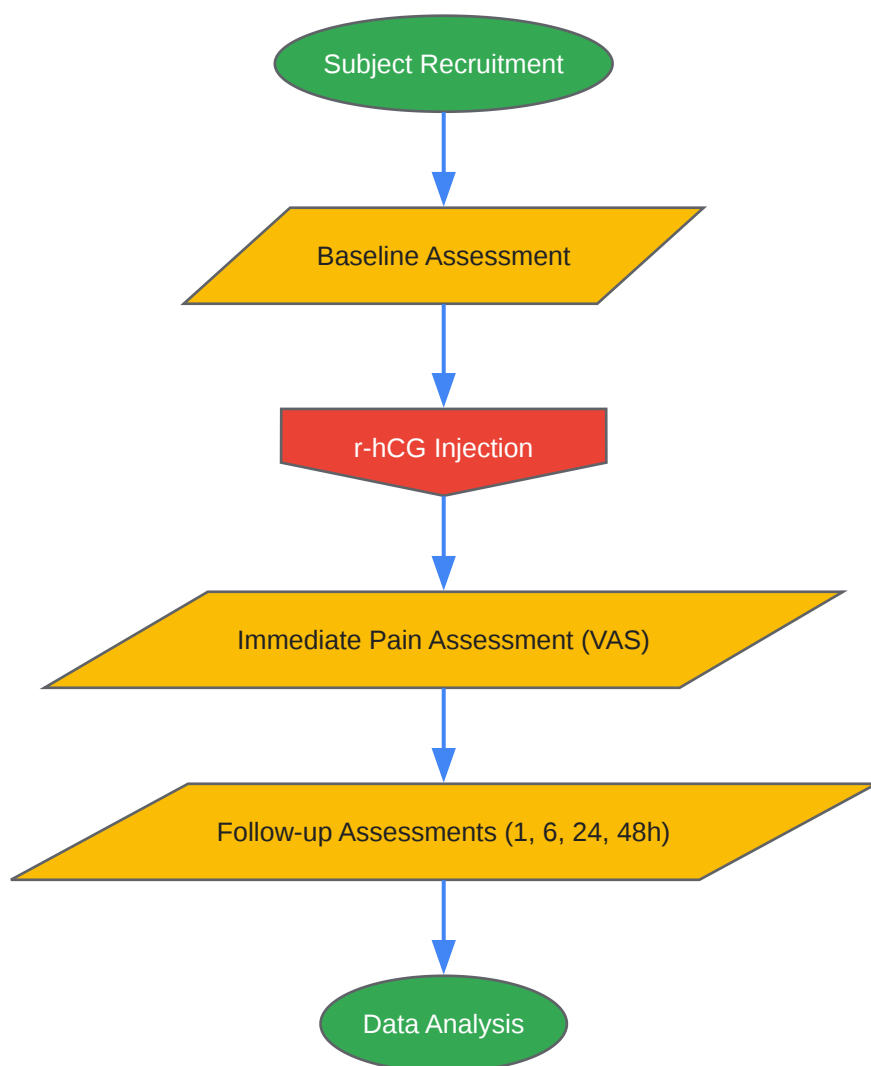 Subject Recruitment
Baseline Assessment
r-hCG Injection
Immediate Pain Assessment (VAS)
Follow-up Assessments (1, 6, 24, 48h)
Data Analysis